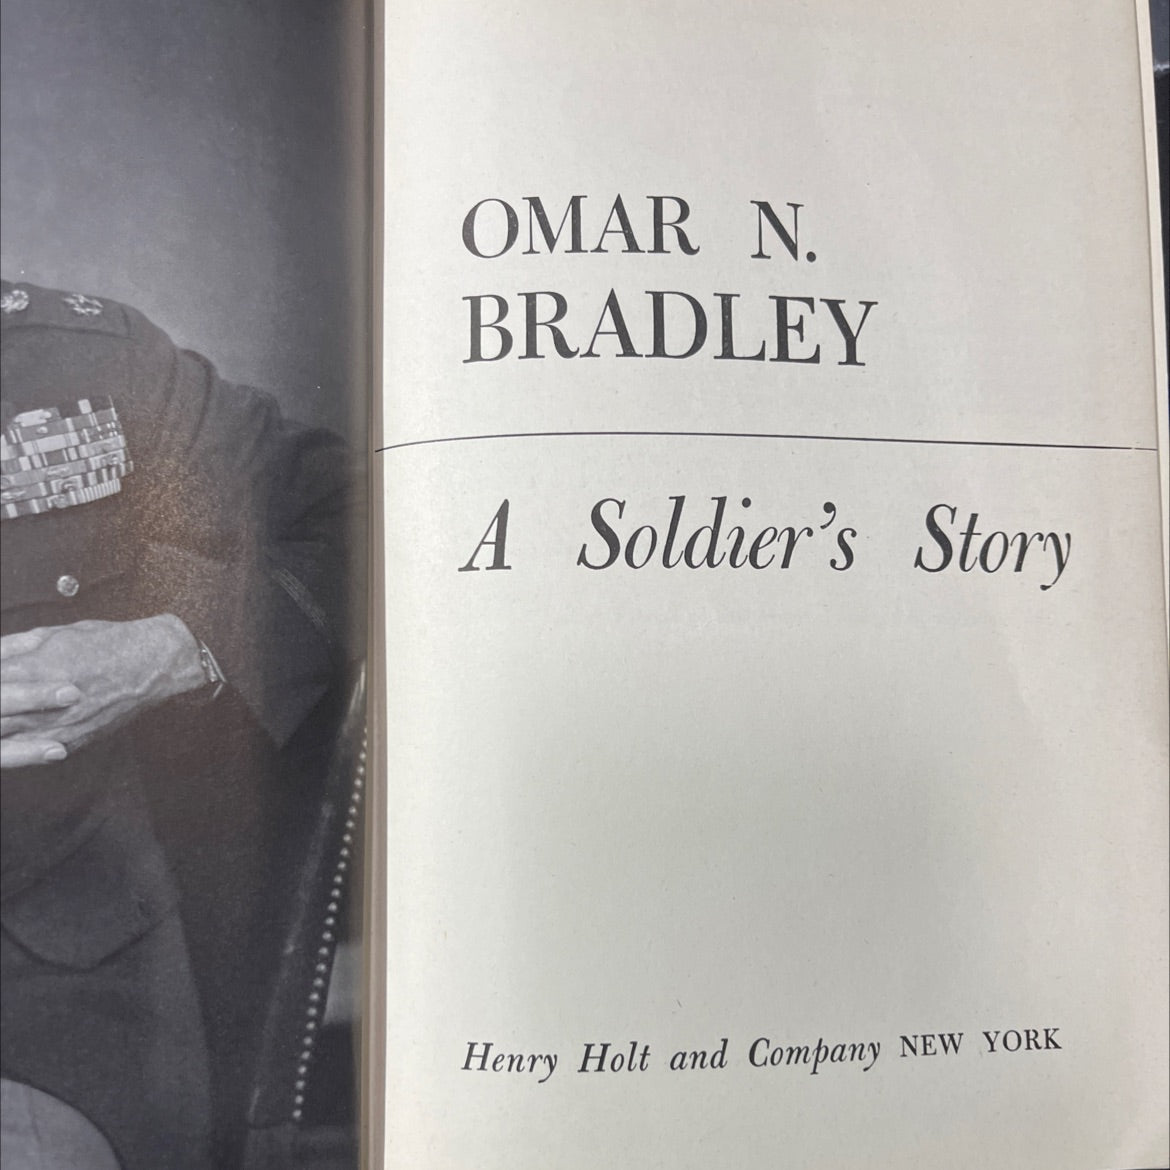 OMAR N.
BRADLEY
A Soldier's Story
Henry Holt and Company NEW YORK